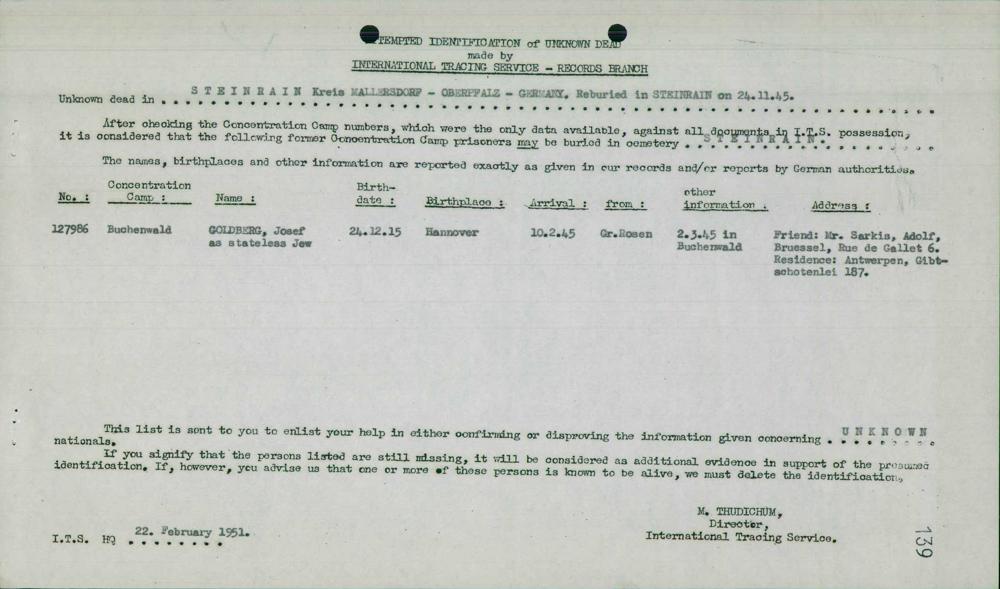 ATTEMPTED IDENTIFICATION of UNKNOWN DEAD
made by
INTERNATIONAL TRACING SERVICE - RECORDS BRANCH
Unknown dead in STEINRAIN Kreis MALLERSDORF - OBERPFALZ - GERMANY. Reburied in STEINRAIN on 24.11.45.
After checking the Concentration Camp numbers, which were the only data available, against all documents in I.T.S. possession,
it is considered that the following former Concentration Camp prisoners may be buried in cemetery STEINRAIN.
The names, birthplaces and other information are reported exactly as given in our records and/or reports by German authorities.
No. : Concentration Camp : Name : Birth-date : Birthplace : Arrival : from : other information : Address :
127986 Buchenwald GOLDBERG, Josef 24.12.15 Hannover 10.2.45 Gr.Rosen 2.3.45 in Friend: Mr. Sarkis, Adolf,
as stateless Jew Buchenwald Bruessel, Rue de Gallet 6.
Residence: Antwerpen, Gibt-
schotenlei 187.
This list is sent to you to enlist your help in either confirming or disproving the information given concerning UNKNOWN
nationals.
If you signify that the persons listed are still missing, it will be considered as additional evidence in support of the presumed
identification. If, however, you advise us that one or more of these persons is known to be alive, we must delete the identification.
M. THUDICHUM,
Director,
International Tracing Service.
I.T.S. HQ 22. February 1951.
139